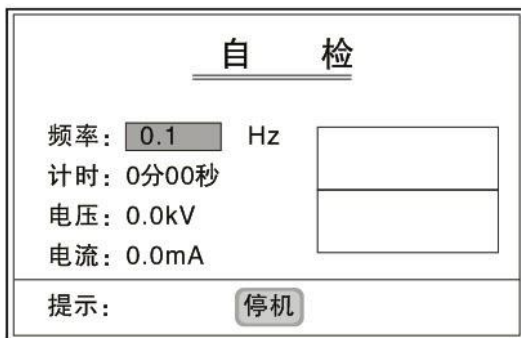 自 检
频率: 0.1 Hz
计时: 0分00秒
电压: 0.0kV
电流: 0.0mA
提示: 停机